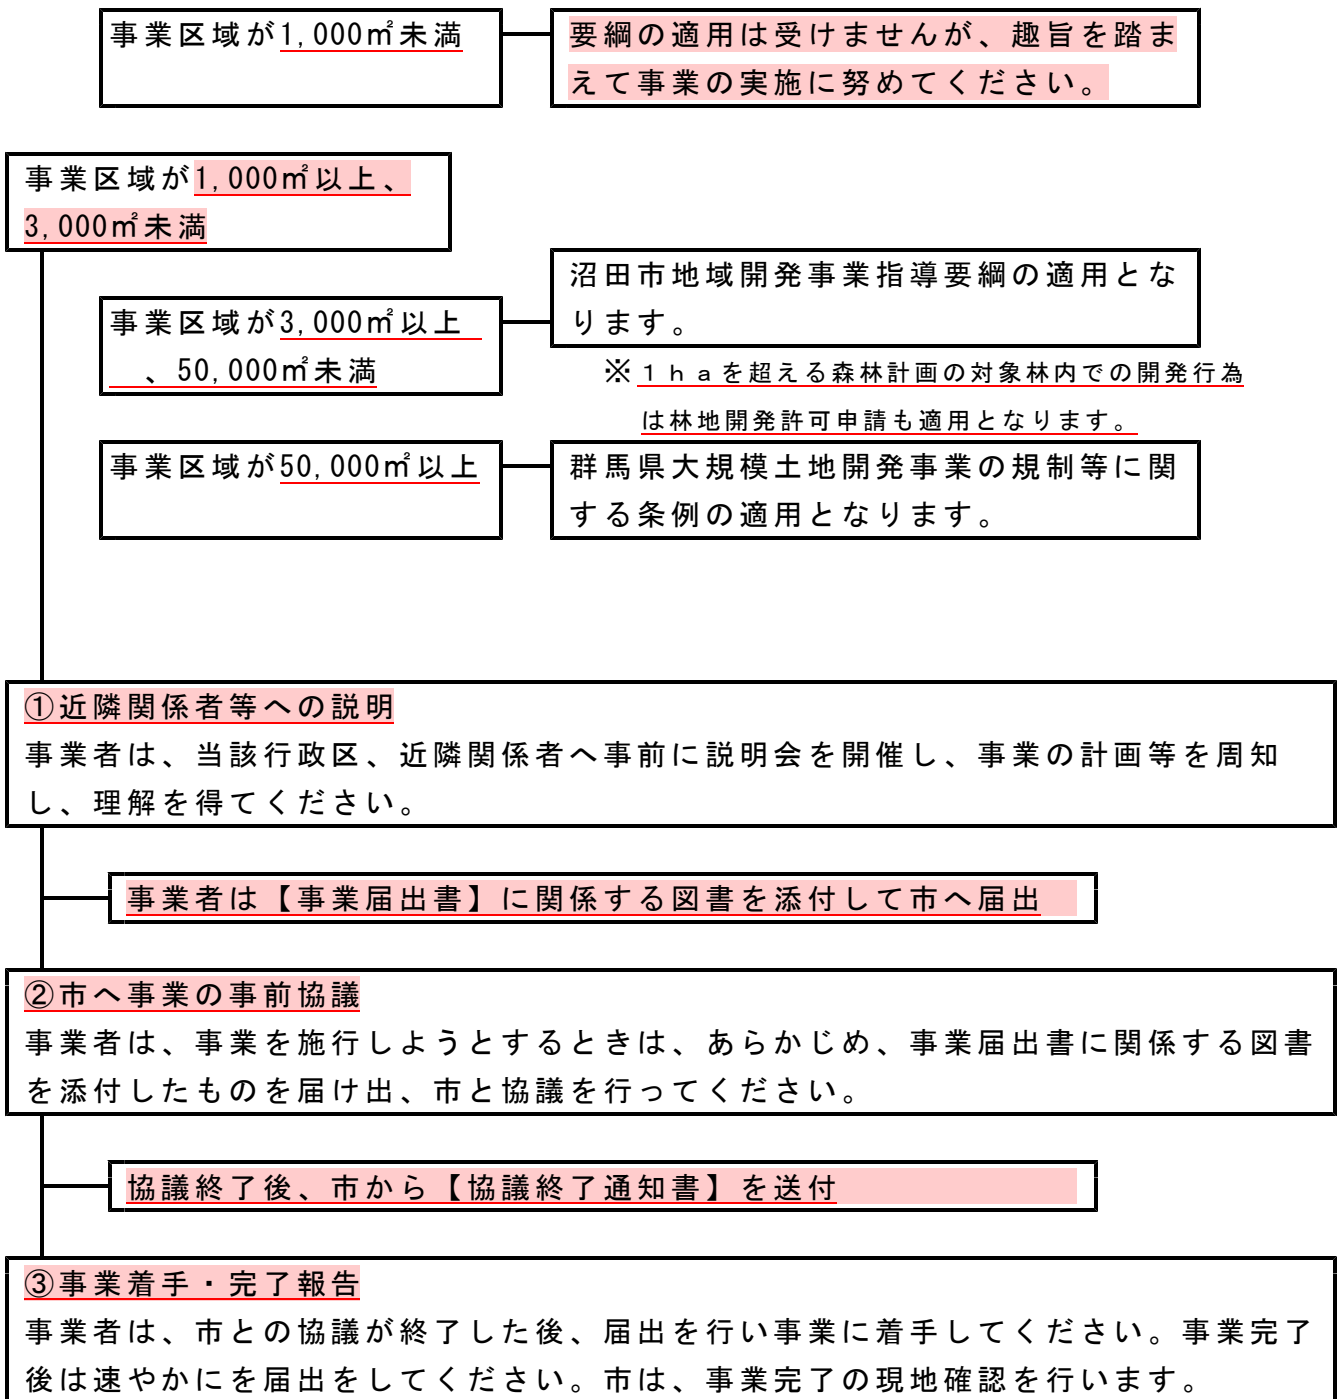 事業区域が1,000㎡未満
要綱の適用は受けませんが、趣旨を踏ま
えて事業の実施に努めてください。
事業区域が1,000㎡以上、
3,000㎡未満
事業区域が3,000㎡以上
、50,000㎡未満
沼田市地域開発事業指導要綱の適用とな
ります。
※１ｈａを超える森林計画の対象林内での開発行為
は林地開発許可申請も適用となります。
事業区域が50,000㎡以上
群馬県大規模土地開発事業の規制等に関
する条例の適用となります。
①近隣関係者等への説明
事業者は、当該行政区、近隣関係者へ事前に説明会を開催し、事業の計画等を周知
し、理解を得てください。
事業者は【事業届出書】に関係する図書を添付して市へ届出
②市へ事業の事前協議
事業者は、事業を施行しようとするときは、あらかじめ、事業届出書に関係する図書
を添付したものを届け出、市と協議を行ってください。
協議終了後、市から【協議終了通知書】を送付
③事業着手・完了報告
事業者は、市との協議が終了した後、届出を行い事業に着手してください。事業完了
後は速やかにを届出をしてください。市は、事業完了の現地確認を行います。